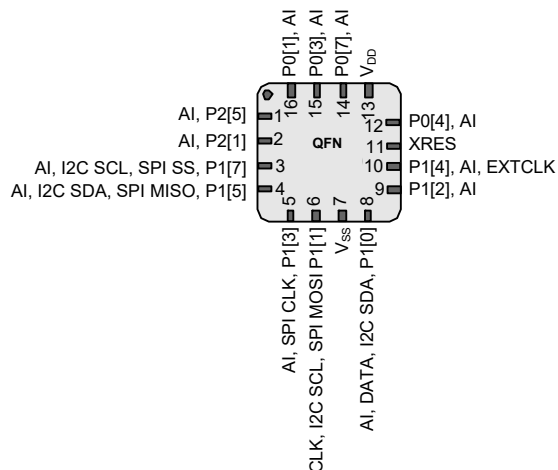 P0[1], AI
P0[3], AI
P0[7], AI
VDD
16
15
14
13
AI, P2[5]
1
AI, P2[1]
2
AI, I2C SCL, SPI SS, P1[7]
3
AI, I2C SDA, SPI MISO, P1[5]
4
QFN
12
P0[4], AI
11
XRES
10
P1[4], AI, EXTCLK
9
P1[2], AI
5
6
7
8
AI, SPI CLK, P1[3]
CLK, I2C SCL, SPI MOSI P1[1]
VSS
AI, DATA, I2C SDA, P1[0]